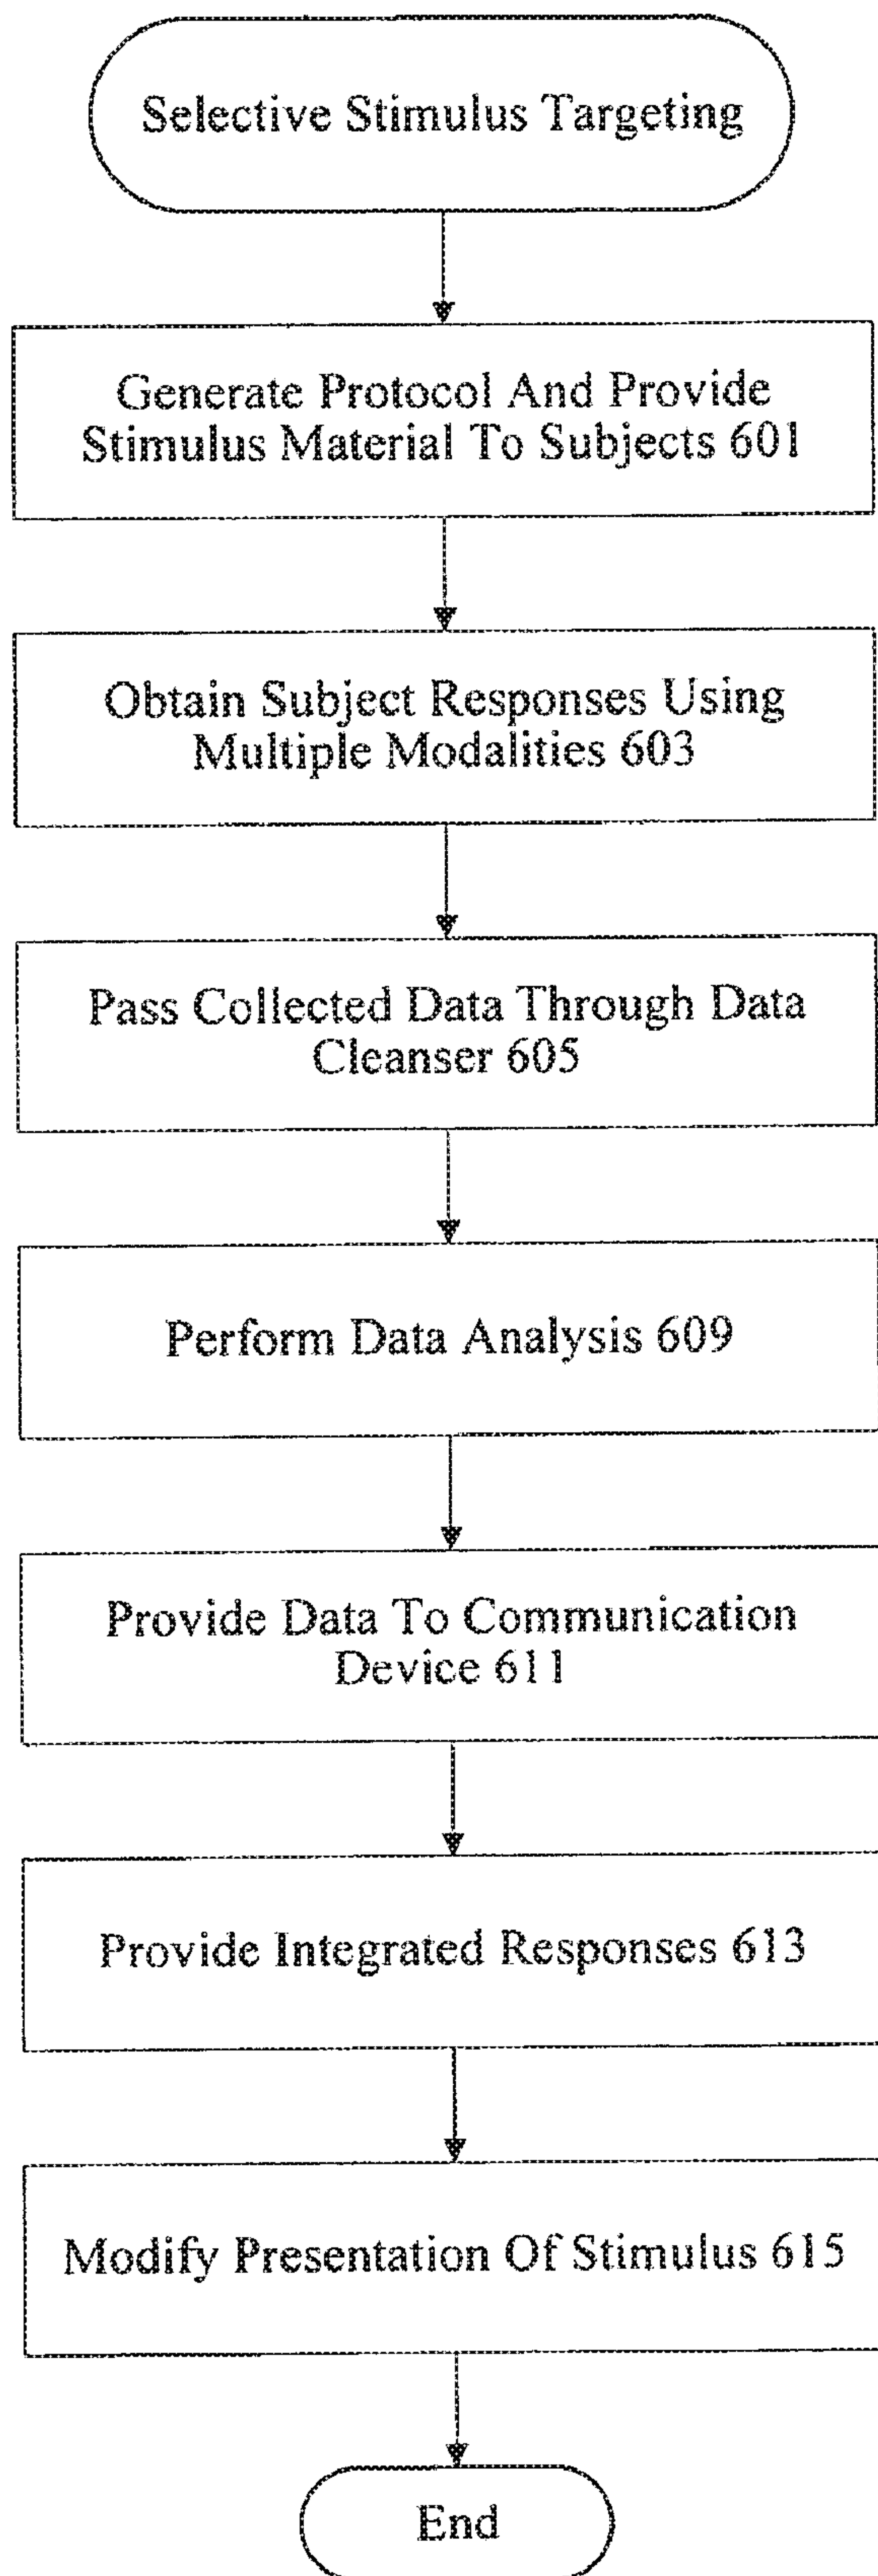 Selective Stimulus Targeting
Generate Protocol And Provide
Stimulus Material To Subjects 601
Obtain Subject Responses Using
Multiple Modalities 603
Pass Collected Data Through Data
Cleanser 605
Perform Data Analysis 609
Provide Data To Communication
Device 611
Provide Integrated Responses 613
Modify Presentation Of Stimulus 615
End